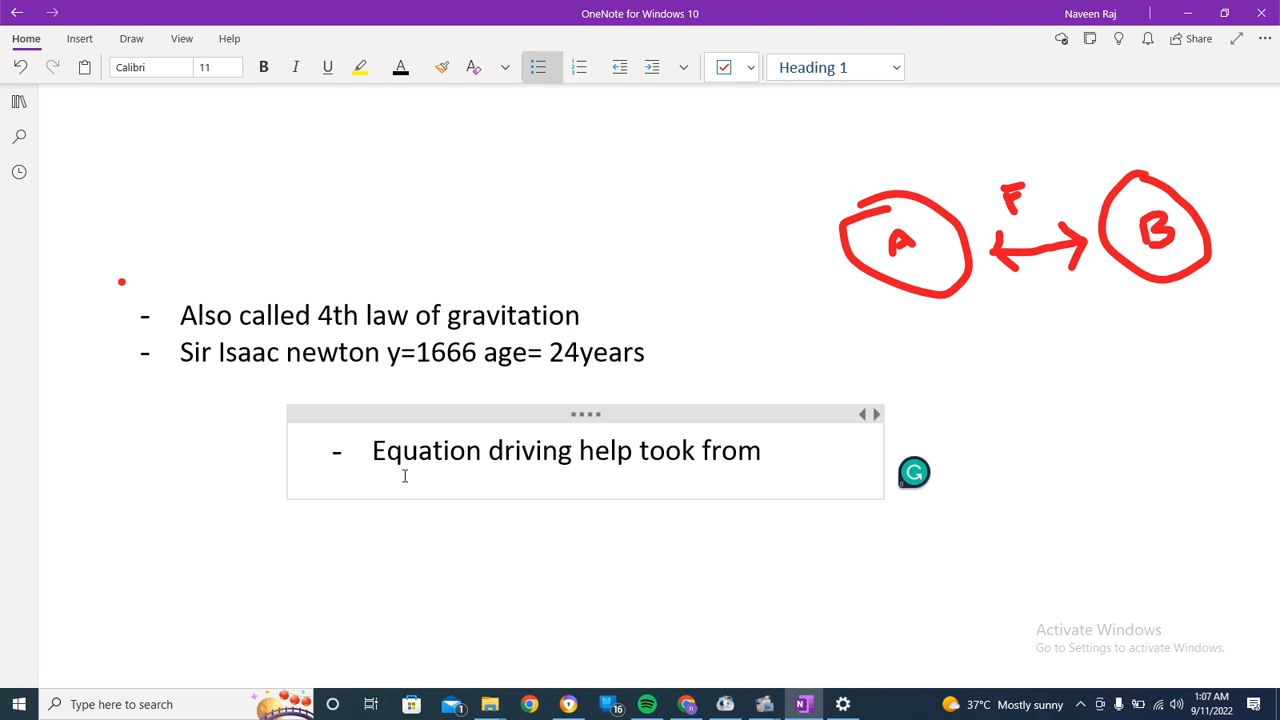 OneNote for Windows 10
Naveen Raj
Home Insert Draw View Help
Share
Calibri 11 B I U A A Heading 1
F
A B
- Also called 4th law of gravitation
- Sir Isaac newton y=1666 age= 24years
- Equation driving help took from
Activate Windows
Go to Settings to activate Windows.
Type here to search
1
16
37°C Mostly sunny
1:07 AM
9/11/2022